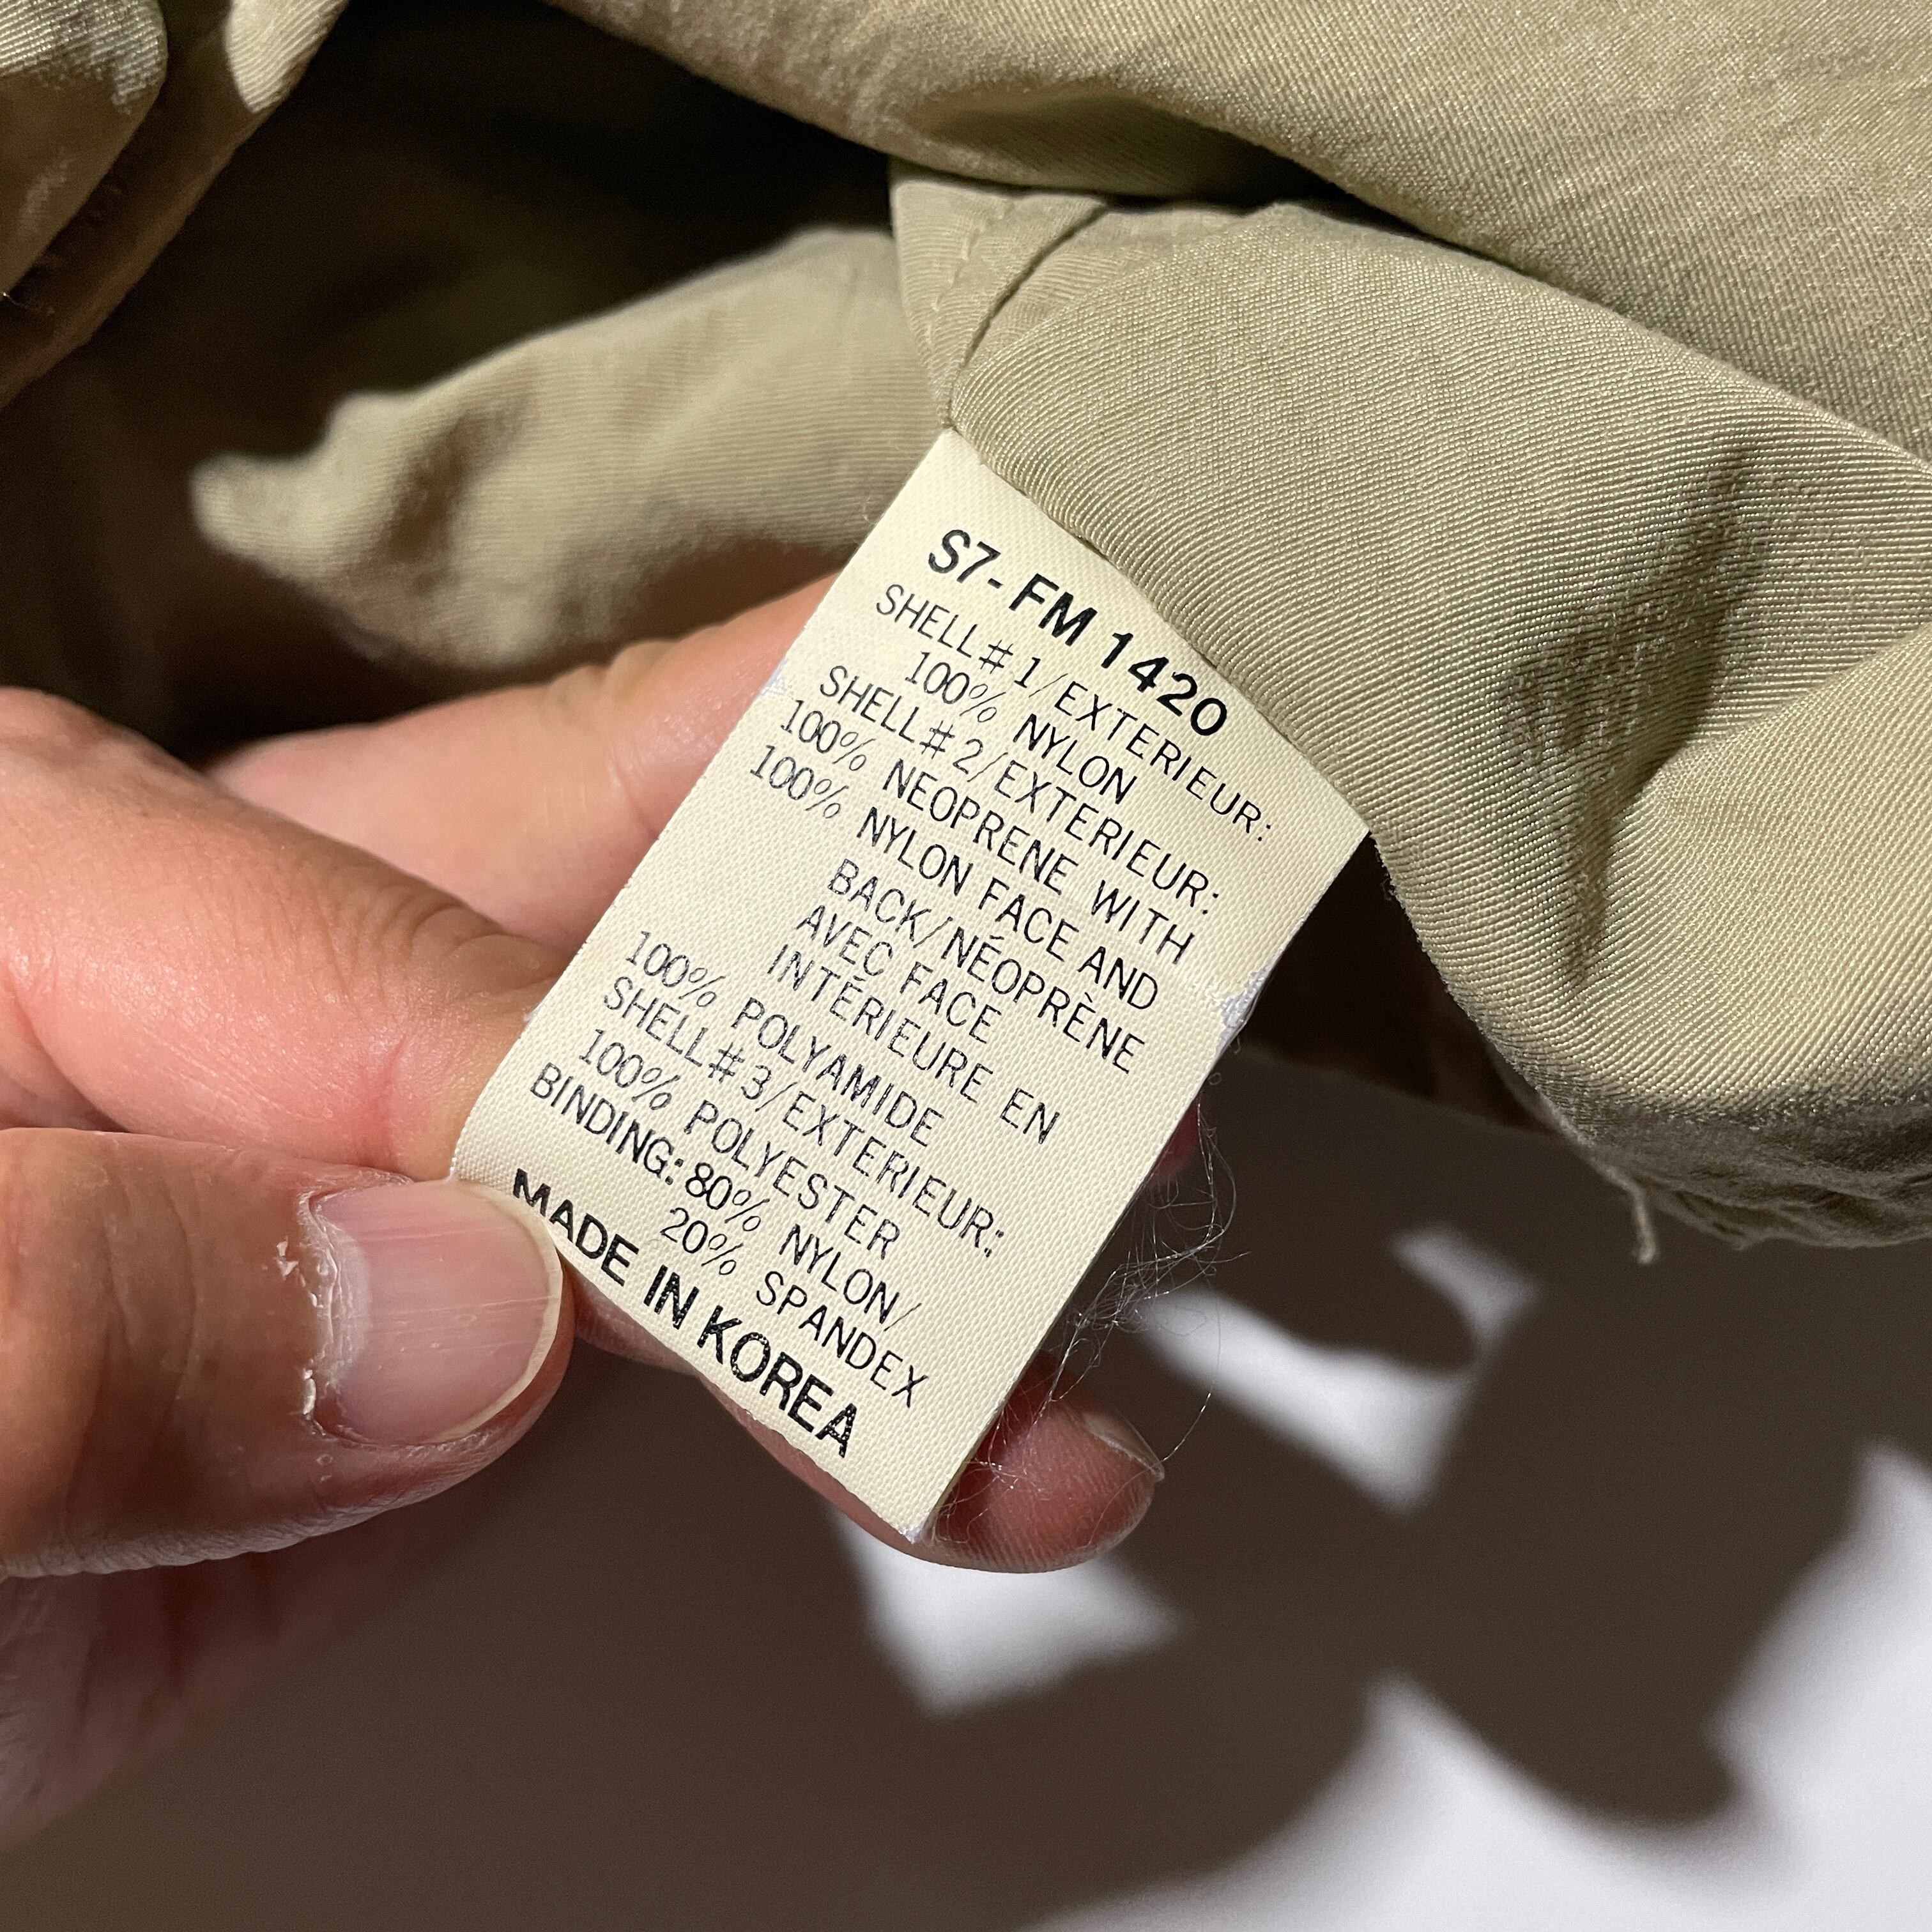 S7-FM 1420
SHELL#1/EXTERIEUR:
100% NYLON
SHELL#2/EXTERIEUR:
100% NEOPRENE WITH
100% NYLON FACE AND
BACK/NÉOPRÈNE
AVEC FACE
INTÉRIEURE EN
100% POLYAMIDE
SHELL#3/EXTERIEUR:
100% POLYESTER
BINDING:80% NYLON/
20% SPANDEX
MADE IN KOREA